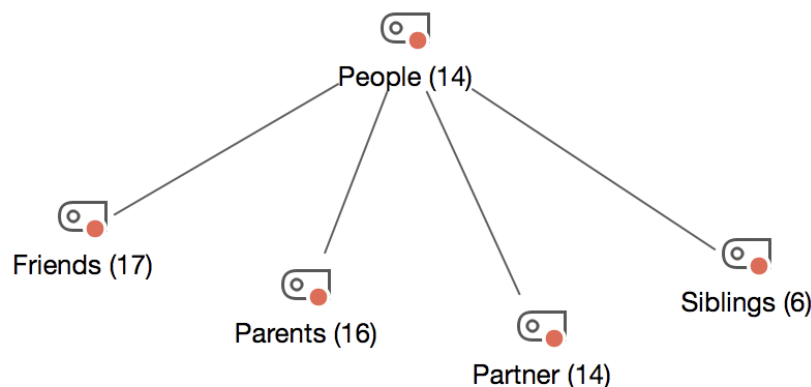 People (14)
Friends (17)
Parents (16)
Partner (14)
Siblings (6)